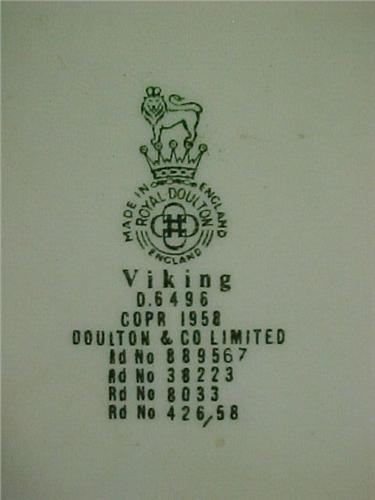 MADE IN ENGLAND
ROYAL DOULTON
ENGLAND
Viking
D.6496
COPR 1958
DOULTON & CO LIMITED
Rd No 889567
Rd No 38223
Rd No 8033
Rd No 426/58